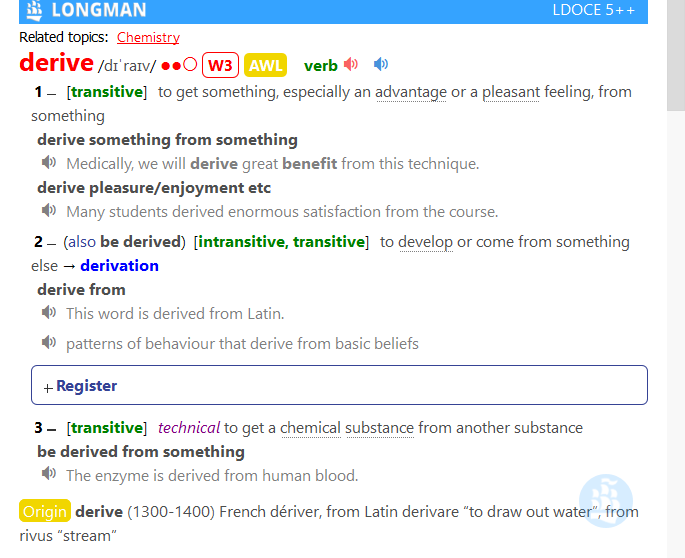 LONGMAN LDOCE 5++
Related topics: Chemistry
derive /dɪˈraɪv/ ●●○ W3 AWL verb
1 – [transitive] to get something, especially an advantage or a pleasant feeling, from
something
derive something from something
Medically, we will derive great benefit from this technique.
derive pleasure/enjoyment etc
Many students derived enormous satisfaction from the course.
2 – (also be derived) [intransitive, transitive] to develop or come from something
else → derivation
derive from
This word is derived from Latin.
patterns of behaviour that derive from basic beliefs
+ Register
3 – [transitive] technical to get a chemical substance from another substance
be derived from something
The enzyme is derived from human blood.
Origin derive (1300-1400) French dériver, from Latin derivare “to draw out water”, from
rivus “stream”